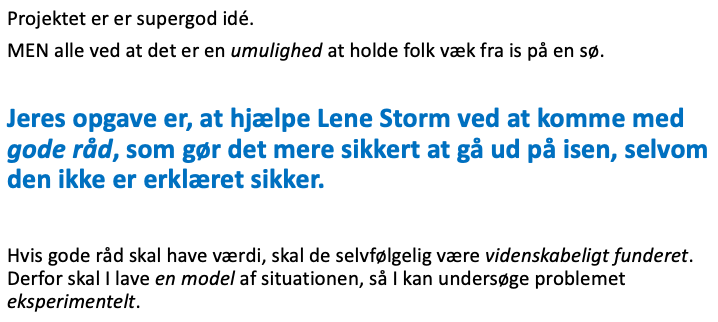 Projektet er er supergod idé.
MEN alle ved at det er en umulighed at holde folk væk fra is på en sø.
Jeres opgave er, at hjælpe Lene Storm ved at komme med
gode råd, som gør det mere sikkert at gå ud på isen, selvom
den ikke er erklæret sikker.
Hvis gode råd skal have værdi, skal de selvfølgelig være videnskabeligt funderet.
Derfor skal I lave en model af situationen, så I kan undersøge problemet
eksperimentelt.